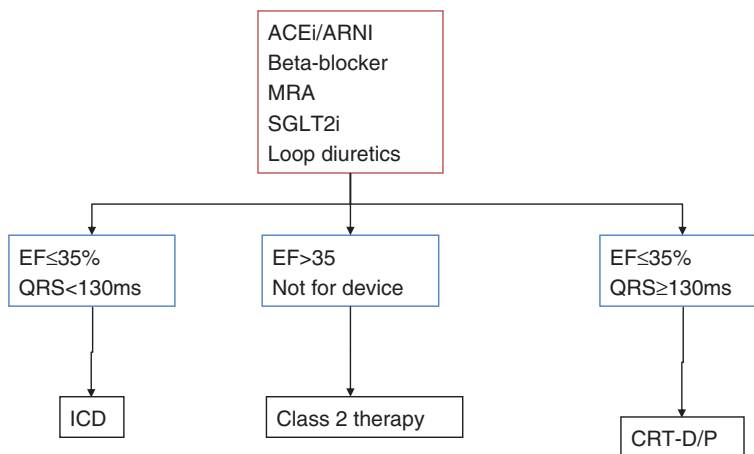 ACEi/ARNI
Beta-blocker
MRA
SGLT2i
Loop diuretics
EF≤35%
QRS<130ms
EF>35
Not for device
EF≤35%
QRS≥130ms
ICD
Class 2 therapy
CRT-D/P